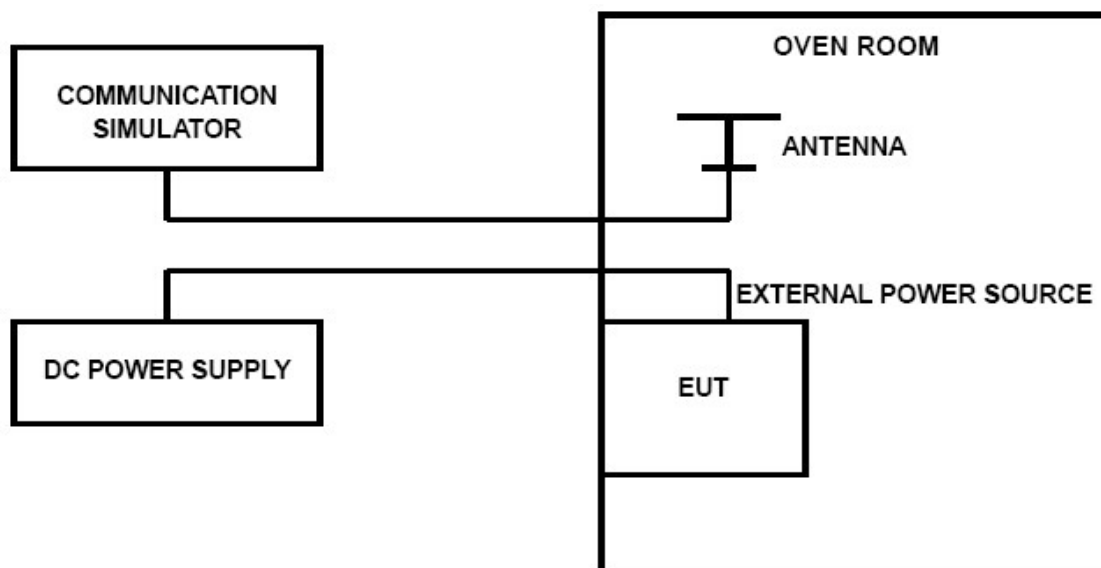 OVEN ROOM
COMMUNICATION
SIMULATOR
ANTENNA
EXTERNAL POWER SOURCE
DC POWER SUPPLY
EUT